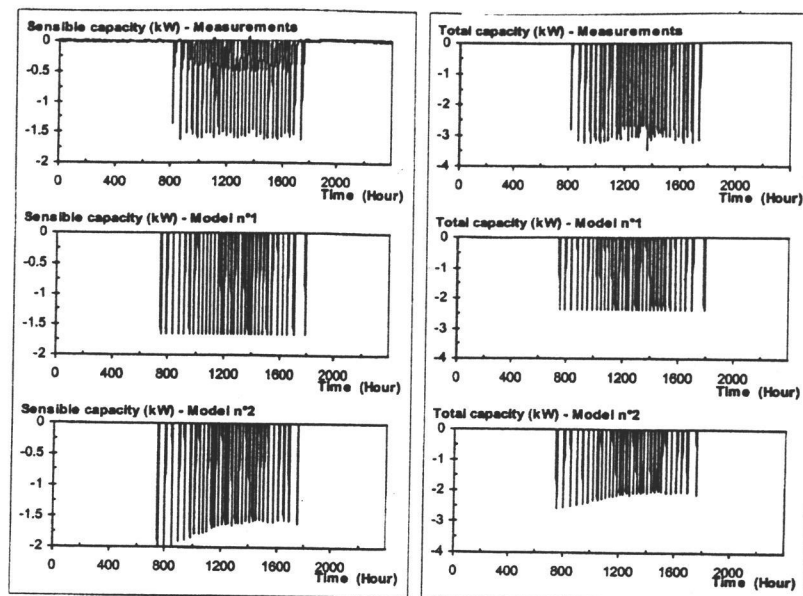 Sensible capacity (kW) - Measurements
0
-0.5
-1
-1.5
-2
0 400 800 1200 1600 2000
Time (Hour)
Sensible capacity (kW) - Model n°1
0
-0.5
-1
-1.5
-2
0 400 800 1200 1600 2000
Time (Hour)
Sensible capacity (kW) - Model n°2
0
-0.5
-1
-1.5
-2
0 400 800 1200 1600 2000
Time (Hour)
Total capacity (kW) - Measurements
0
-1
-2
-3
-4
0 400 800 1200 1600 2000
Time (Hour)
Total capacity (kW) - Model n°1
0
-1
-2
-3
-4
0 400 800 1200 1600 2000
Time (Hour)
Total capacity (kW) - Model n°2
0
-1
-2
-3
-4
0 400 800 1200 1600 2000
Time (Hour)